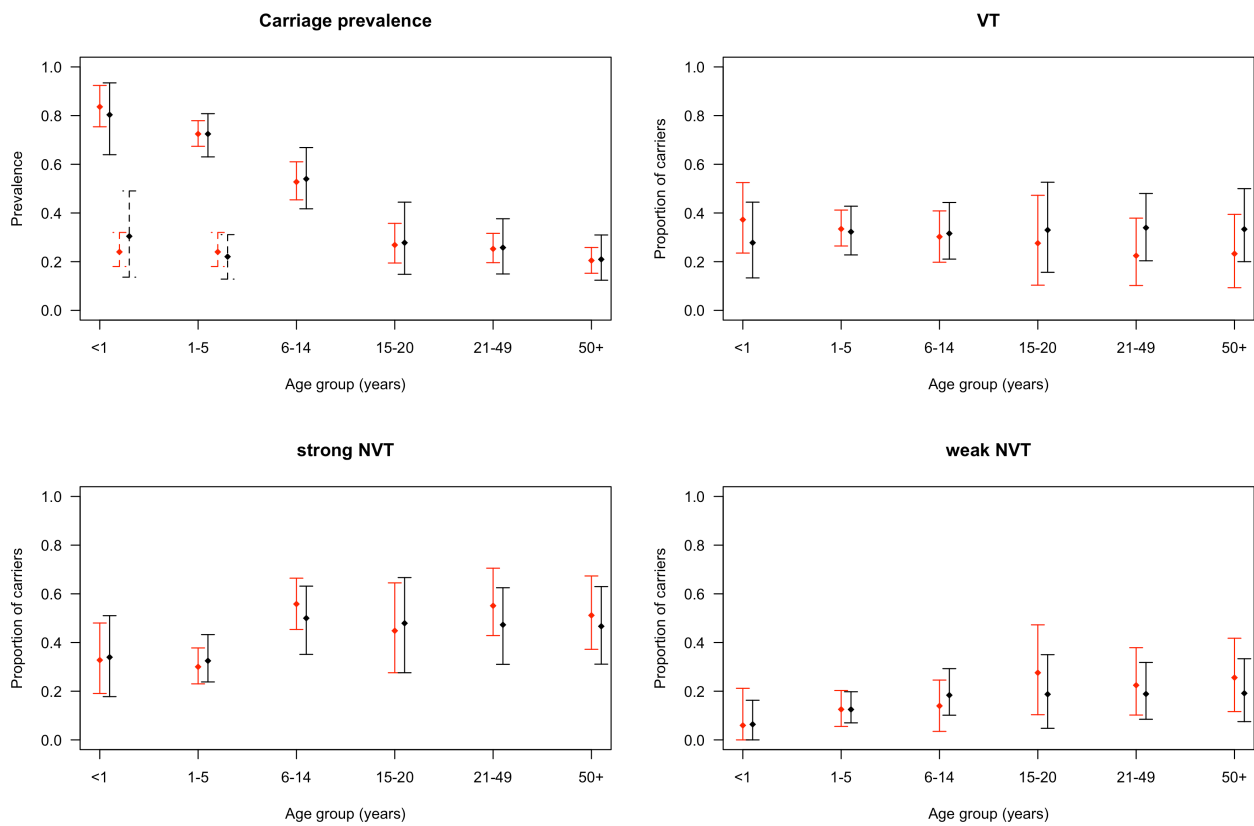 Carriage prevalence
Prevalence
1.0
0.8
0.6
0.4
0.2
0.0
<1 1-5 6-14 15-20 21-49 50+
Age group (years)
VT
Proportion of carriers
1.0
0.8
0.6
0.4
0.2
0.0
<1 1-5 6-14 15-20 21-49 50+
Age group (years)
strong NVT
Proportion of carriers
1.0
0.8
0.6
0.4
0.2
0.0
<1 1-5 6-14 15-20 21-49 50+
Age group (years)
weak NVT
Proportion of carriers
1.0
0.8
0.6
0.4
0.2
0.0
<1 1-5 6-14 15-20 21-49 50+
Age group (years)